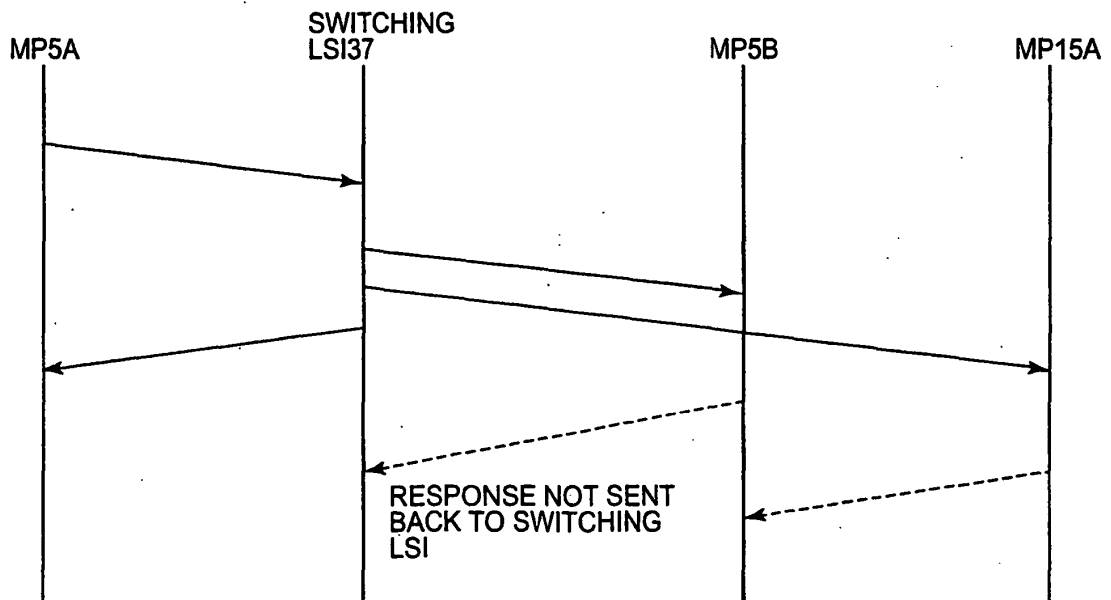 MP5A
SWITCHING
LSI37
MP5B
MP15A
RESPONSE NOT SENT
BACK TO SWITCHING
LSI